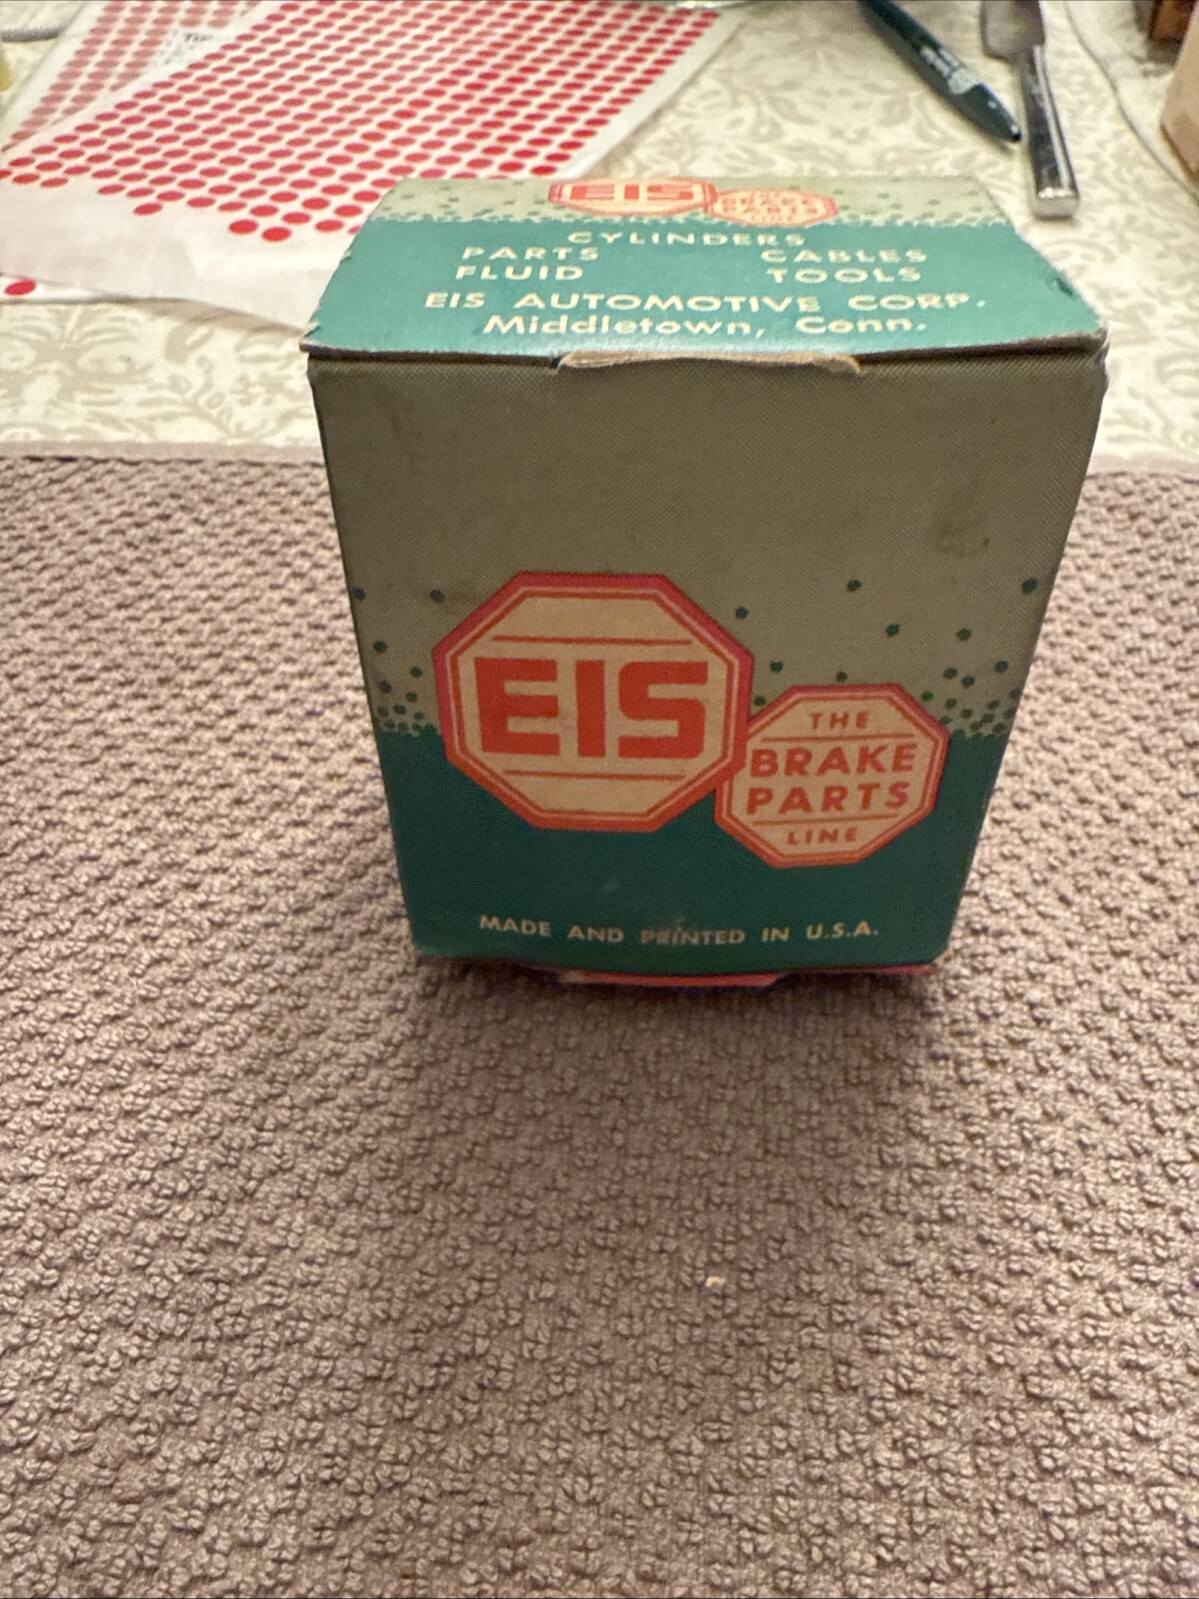 EIS
THE
BRAKE
PARTS
LINE
CYLINDERS
PARTS CABLES
FLUID TOOLS
EIS AUTOMOTIVE CORP.
Middletown, Conn.
EIS
THE
BRAKE
PARTS
LINE
MADE AND PRINTED IN U.S.A.